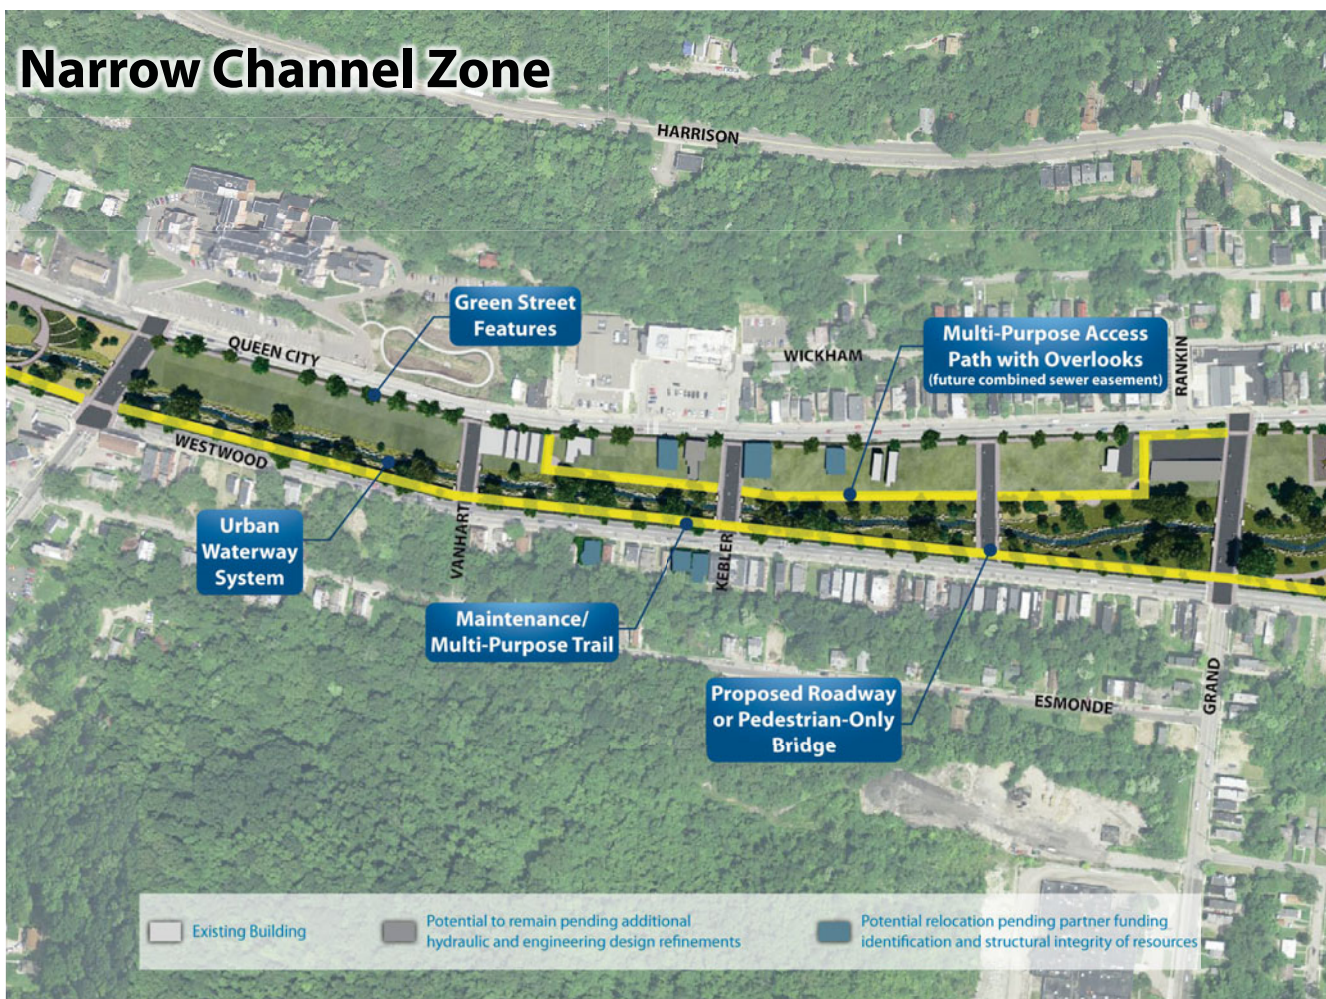 Narrow Channel Zone
HARRISON
Green Street
Features
QUEEN CITY
WICKHAM
Multi-Purpose Access
Path with Overlooks
(future combined sewer easement)
RANKIN
WESTWOOD
Urban
Waterway
System
VANHART
KEBLER
Maintenance/
Multi-Purpose Trail
Proposed Roadway
or Pedestrian-Only
Bridge
ESMONDE
GRAND
Existing Building
Potential to remain pending additional
hydraulic and engineering design refinements
Potential relocation pending partner funding
identification and structural integrity of resources